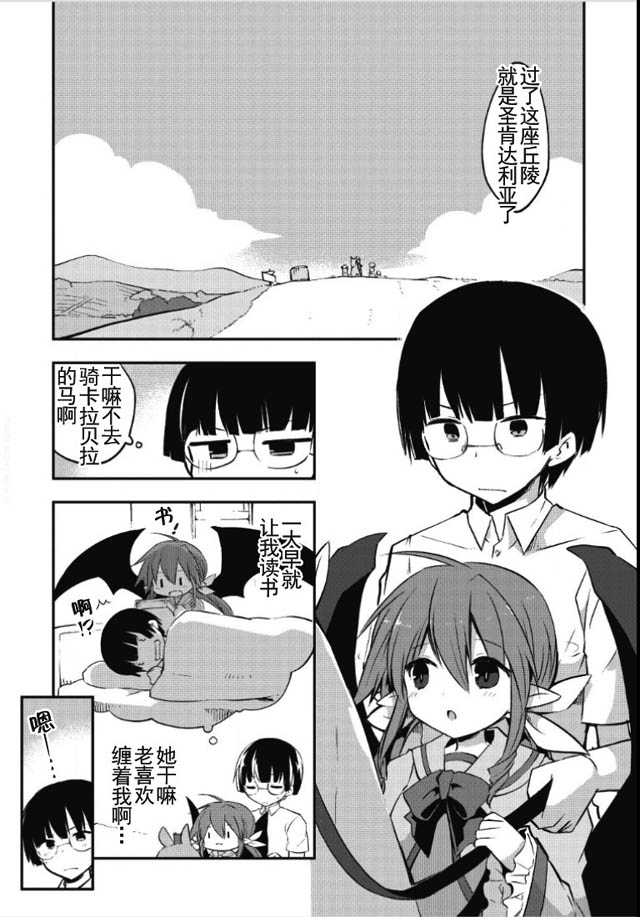 过了这座丘陵
就是圣肯达利亚了
干嘛不去
骑卡拉贝拉
的马啊
一大早就
让我读书
书!
啊!?
她干嘛
老喜欢
缠着我啊…
嗯……